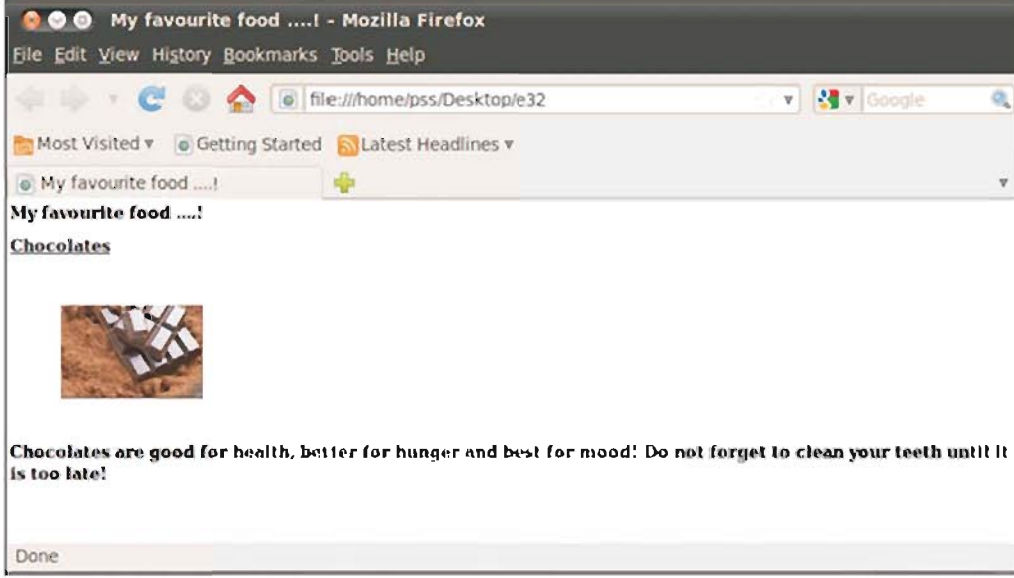 My favourite food ....! - Mozilla Firefox
File Edit View History Bookmarks Tools Help
file:///home/pss/Desktop/e32
Google
Most Visited Getting Started Latest Headlines
My favourite food ....!
My favourite food ....!
Chocolates
Chocolates are good for health, better for hunger and best for mood! Do not forget to clean your teeth until it
is too late!
Done